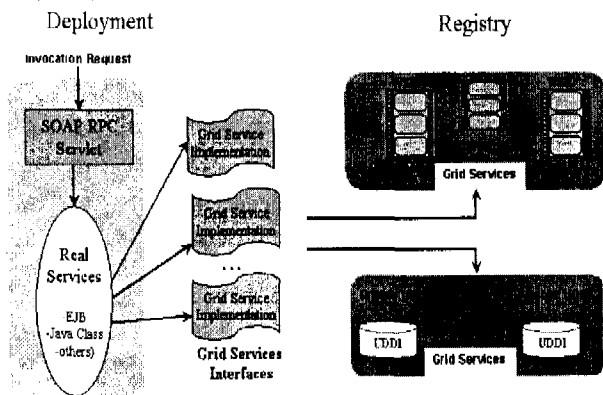 Deployment
Registry
Invocation Request
SOAP RPC
Servlet
Real
Services
-EJB
-Java Class
-others)
Grid Service
Implementation
Grid Service
Implementation
...
Grid Service
Implementation
Grid Services
Interfaces
Grid Services
UDDI
UDDI
Grid Services